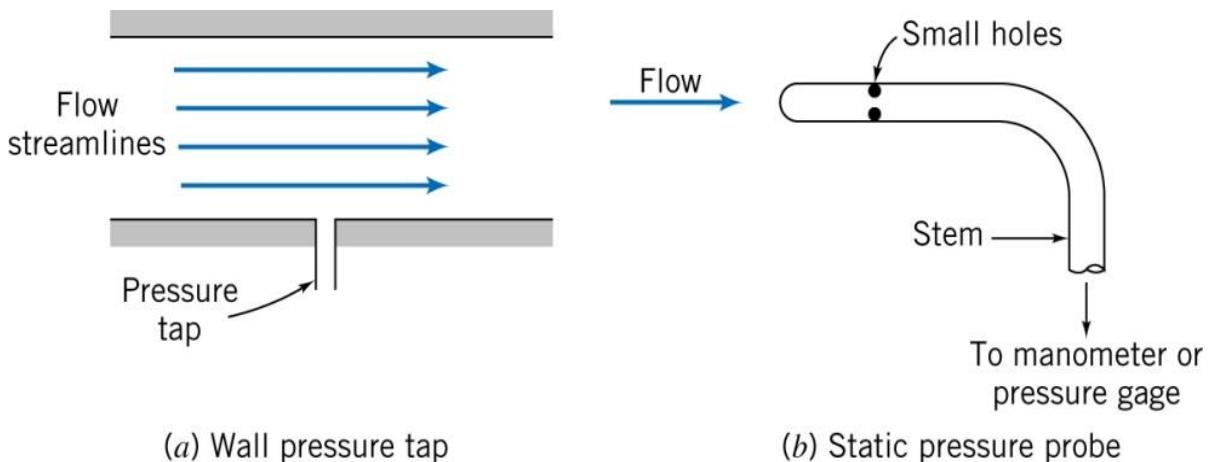 Flow
streamlines
Pressure
tap
(a) Wall pressure tap
Small holes
Flow
Stem
To manometer or
pressure gage
(b) Static pressure probe